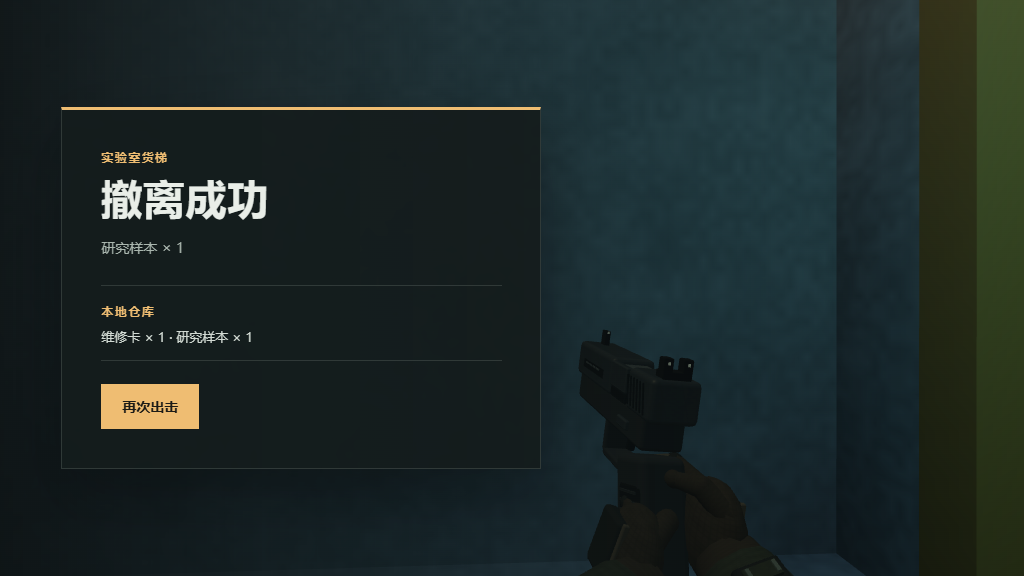 实验室货梯
撤离成功
研究样本 × 1
本地仓库
维修卡 × 1 · 研究样本 × 1
再次出击